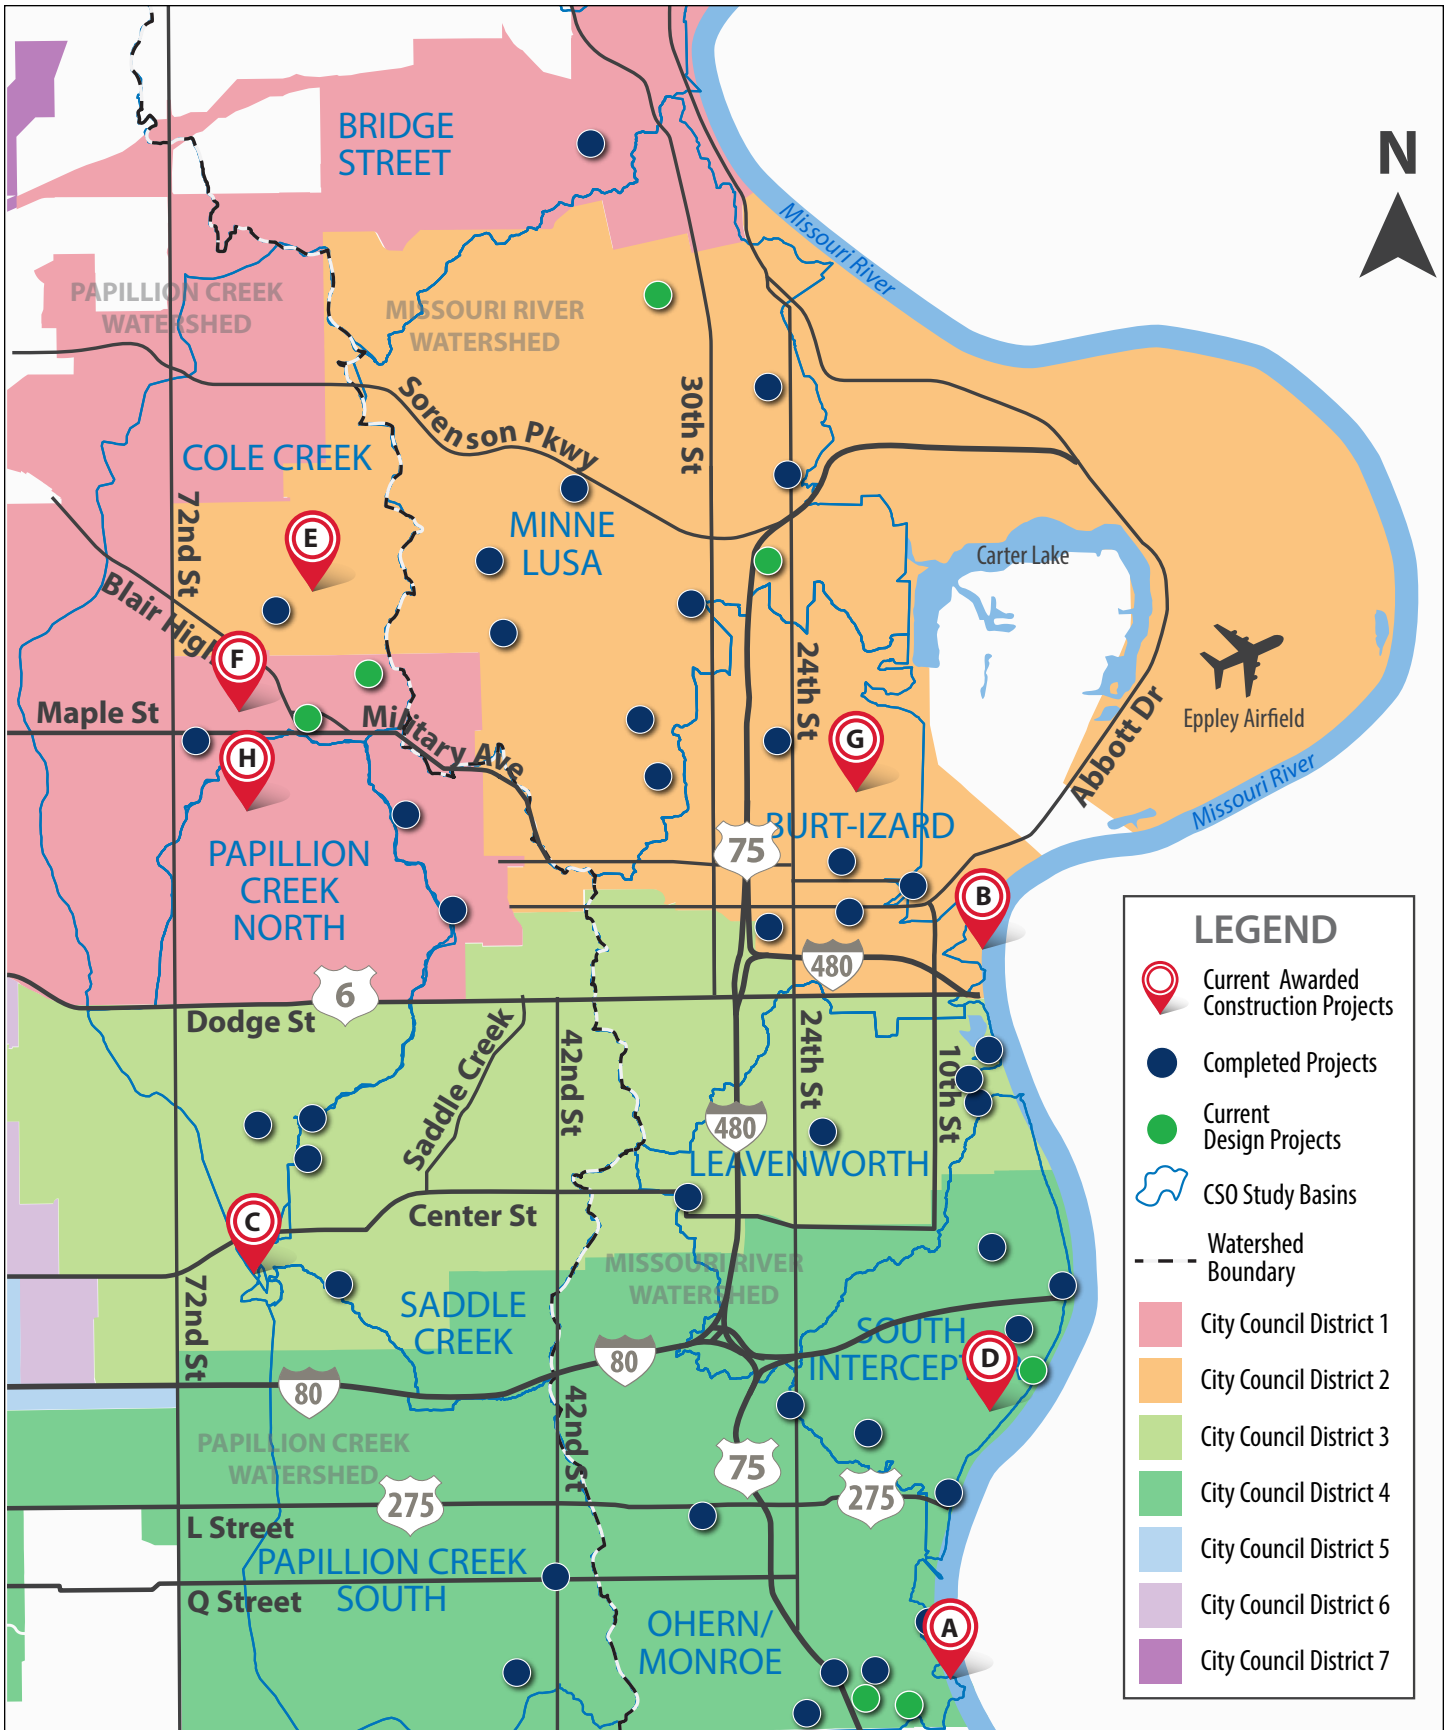 BRIDGE
STREET
N
Missouri River
PAPILLION CREEK
WATERSHED
MISSOURI RIVER
WATERSHED
Sorenson Pkwy
30th St
COLE CREEK
72nd St
MINNE
LUSA
E
Carter Lake
Blair High
F
24th St
Eppley Airfield
Maple St
Military Ave
G
H
Abbott Dr
Missouri River
BURT-IZARD
75
PAPILLION
CREEK
NORTH
B
480
6
Dodge St
Saddle Creek
42nd St
24th St
10th St
480
LEAVENWORTH
C
Center St
MISSOURI RIVER
WATERSHED
72nd St
SADDLE
CREEK
SOUTH
INTERCEP
D
80
80
42nd St
PAPILLION CREEK
WATERSHED
75
275
275
L Street
PAPILLION CREEK
SOUTH
Q Street
OHERN/
MONROE
A
LEGEND
Current Awarded
Construction Projects
Completed Projects
Current
Design Projects
CSO Study Basins
Watershed
Boundary
City Council District 1
City Council District 2
City Council District 3
City Council District 4
City Council District 5
City Council District 6
City Council District 7